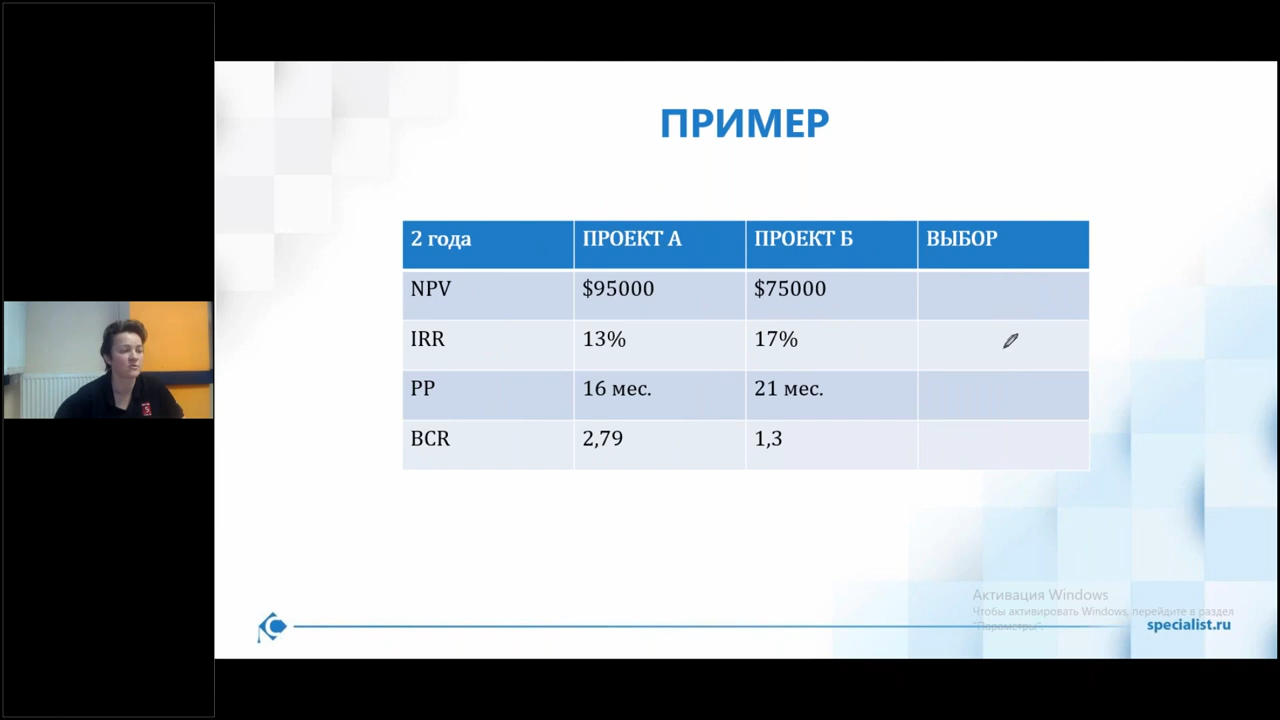 ПРИМЕР
2 года ПРОЕКТ А ПРОЕКТ Б ВЫБОР
NPV $95000 $75000
IRR 13% 17%
PP 16 мес. 21 мес.
BCR 2,79 1,3
Активация Windows
Чтобы активировать Windows, перейдите в раздел
"Параметры".
specialist.ru